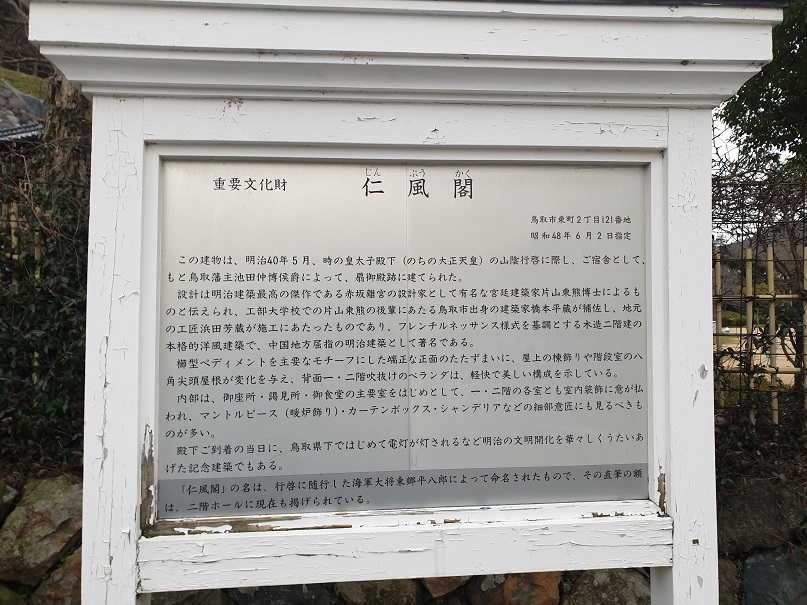 重要文化財
じん ぷう かく
仁風閣
鳥取市東町2丁目121番地
昭和48年6月2日指定
この建物は、明治40年5月、時の皇太子殿下（のちの大正天皇）の山陰行啓に際し、ご宿舎として、
もと鳥取藩主池田仲博侯爵によって、扇御殿跡に建てられた。
設計は明治建築最高の傑作である赤坂離宮の設計家として有名な宮廷建築家片山東熊博士によるも
のと伝えられ、工部大学校での片山東熊の後輩にあたる鳥取市出身の建築家橋本平蔵が補佐し、地元
の工匠浜田芳蔵が施工にあたったものであり、フレンチルネッサンス様式を基調とする木造二階建の
本格的洋風建築で、中国地方屈指の明治建築として著名である。
櫛型ペディメントを主要なモチーフにした端正な正面のたたずまいに、屋上の棟飾りや階段室の八
角尖頭屋根が変化を与え、背面一・二階吹抜けのベランダは、軽快で美しい構成を示している。
内部は、御座所・謁見所・御食堂の主要室をはじめとして、一・二階の各室とも室内装飾に意が払
われ、マントルピース（暖炉飾り）・カーテンボックス・シャンデリアなどの細部意匠にも見るべきも
のが多い。
殿下ご到着の当日に、鳥取県下ではじめて電灯が灯されるなど明治の文明開化を華々しくうたいあ
げた記念建築でもある。
「仁風閣」の名は、行啓に随行した海軍大将東郷平八郎によって命名されたもので、その直筆の額
は、二階ホールに現在も掲げられている。